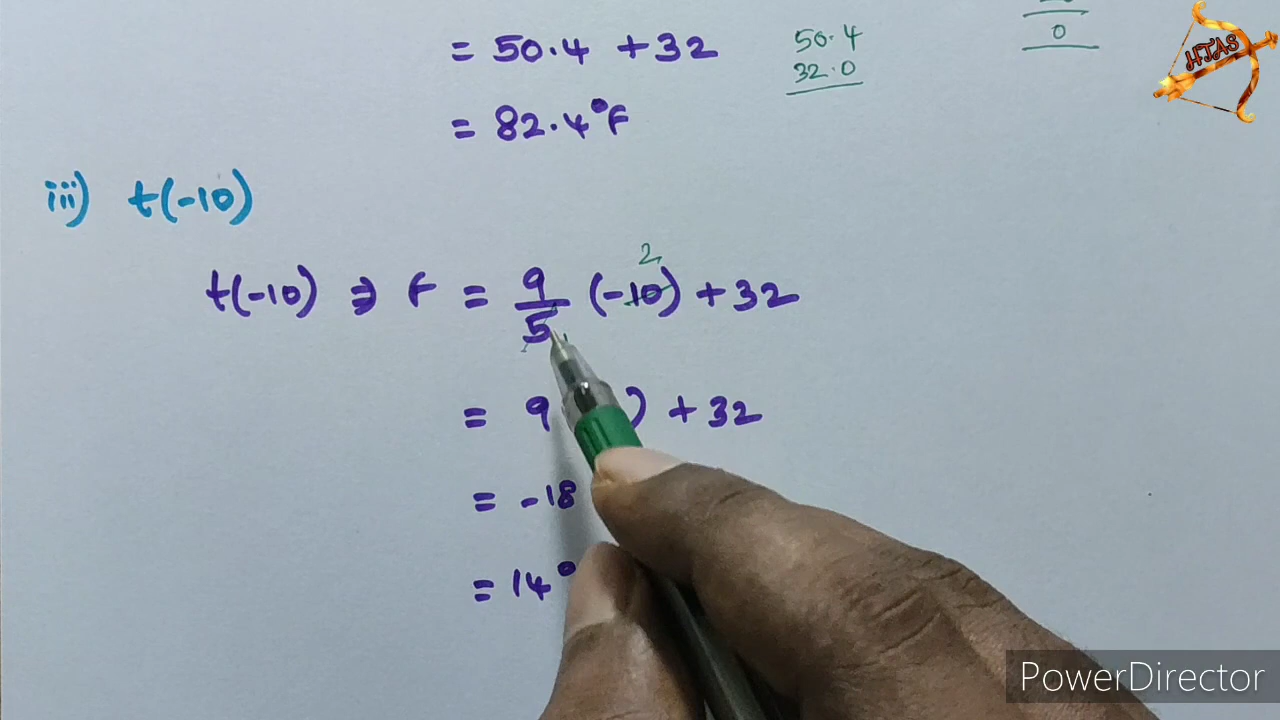 = 50.4 + 32
50.4
32.0
0
HTAS
= 82.4°F
iii) t(-10)
2
t(-10) ⇒ F = 9/5 (-10) + 32
= 9 ) + 32
= -18
= 14°
PowerDirector